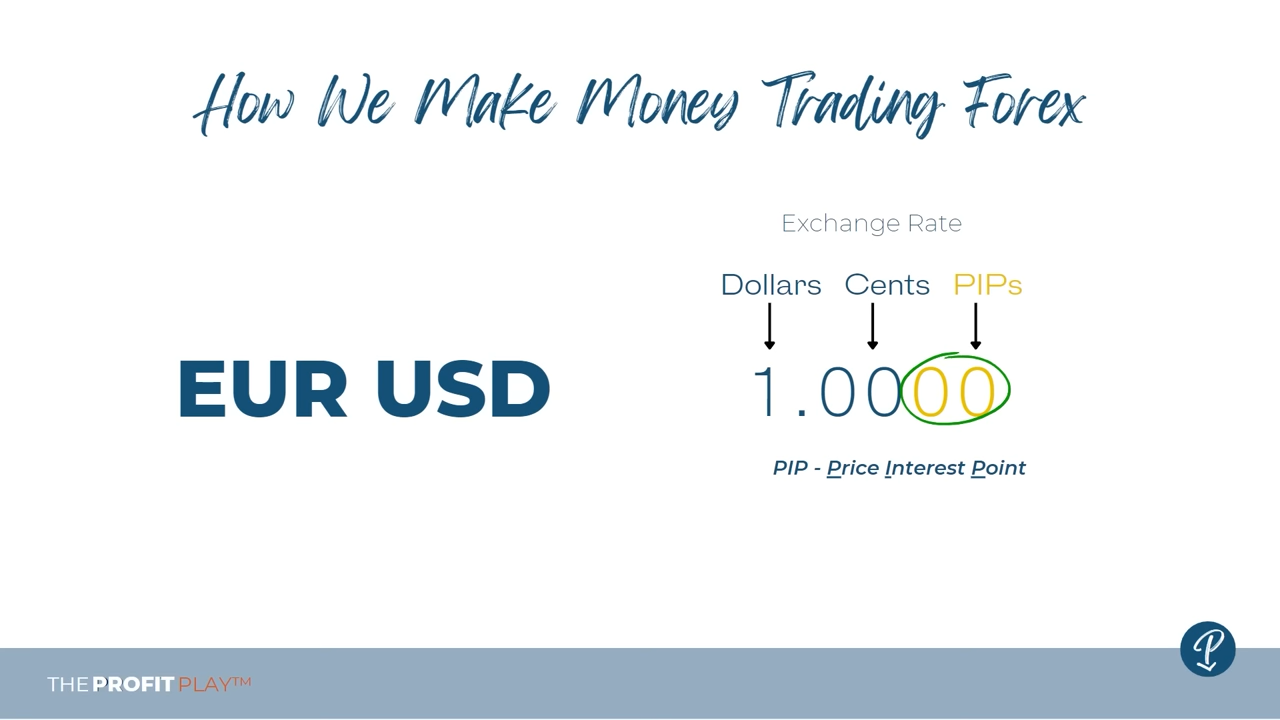 How We Make Money Trading Forex
Exchange Rate
Dollars Cents PIPs
EUR USD
1.0000
PIP - Price Interest Point
P
THE PROFIT PLAY™